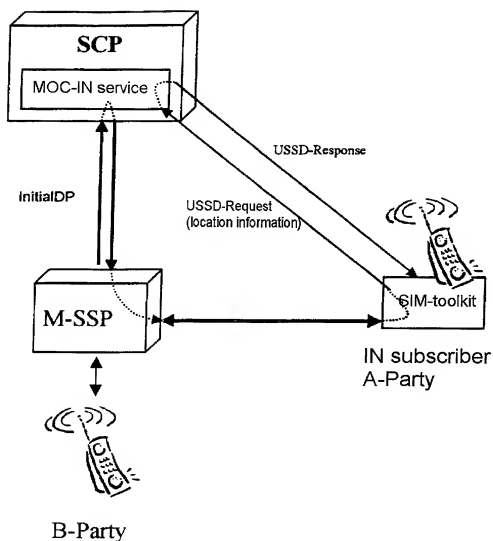 SCP
MOC-IN service
USSD-Response
InitialDP
USSD-Request
(location information)
M-SSP
SIM-toolkit
IN subscriber
A-Party
B-Party